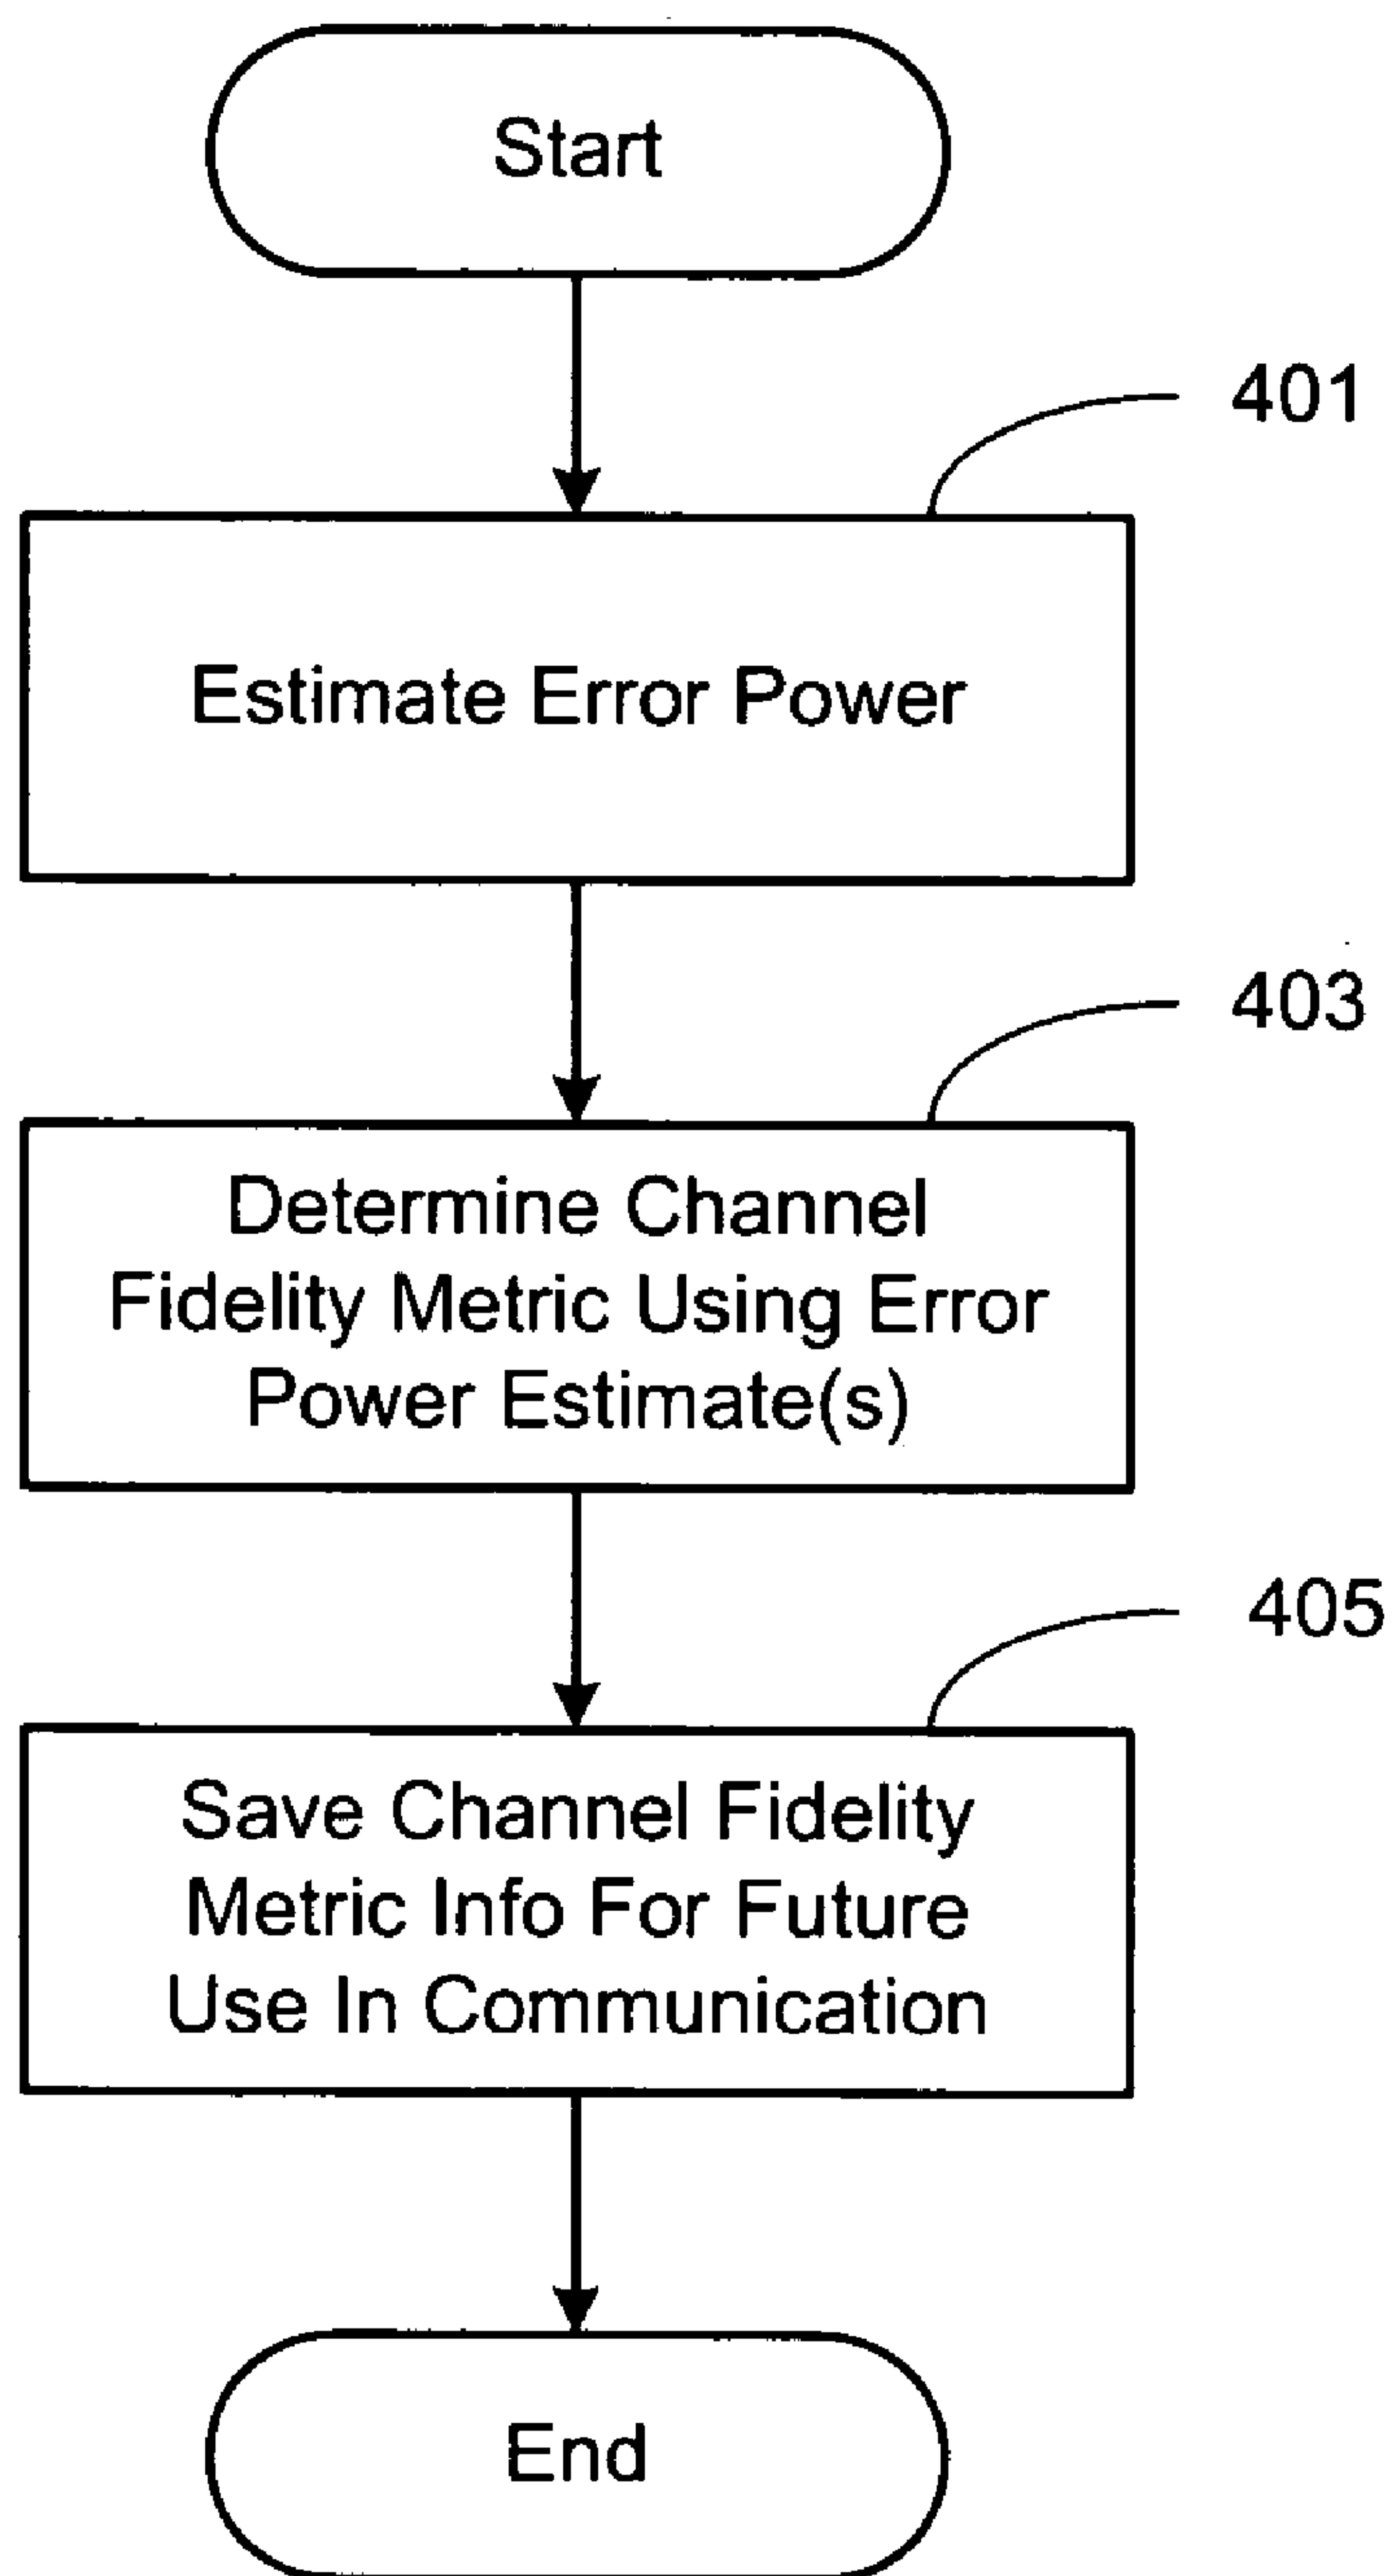 Start
401
Estimate Error Power
403
Determine Channel
Fidelity Metric Using Error
Power Estimate(s)
405
Save Channel Fidelity
Metric Info For Future
Use In Communication
End